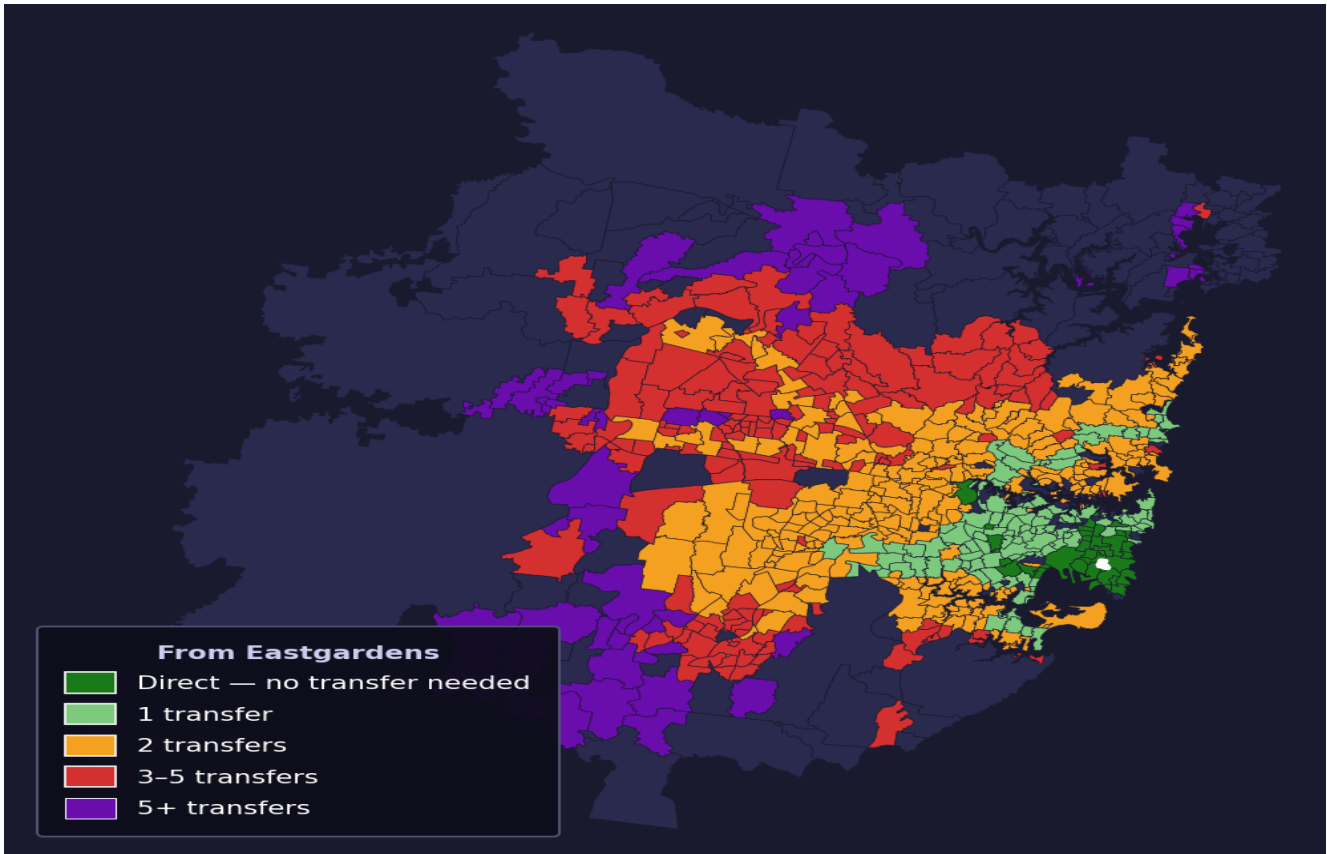 From Eastgardens
Direct — no transfer needed
1 transfer
2 transfers
3–5 transfers
5+ transfers